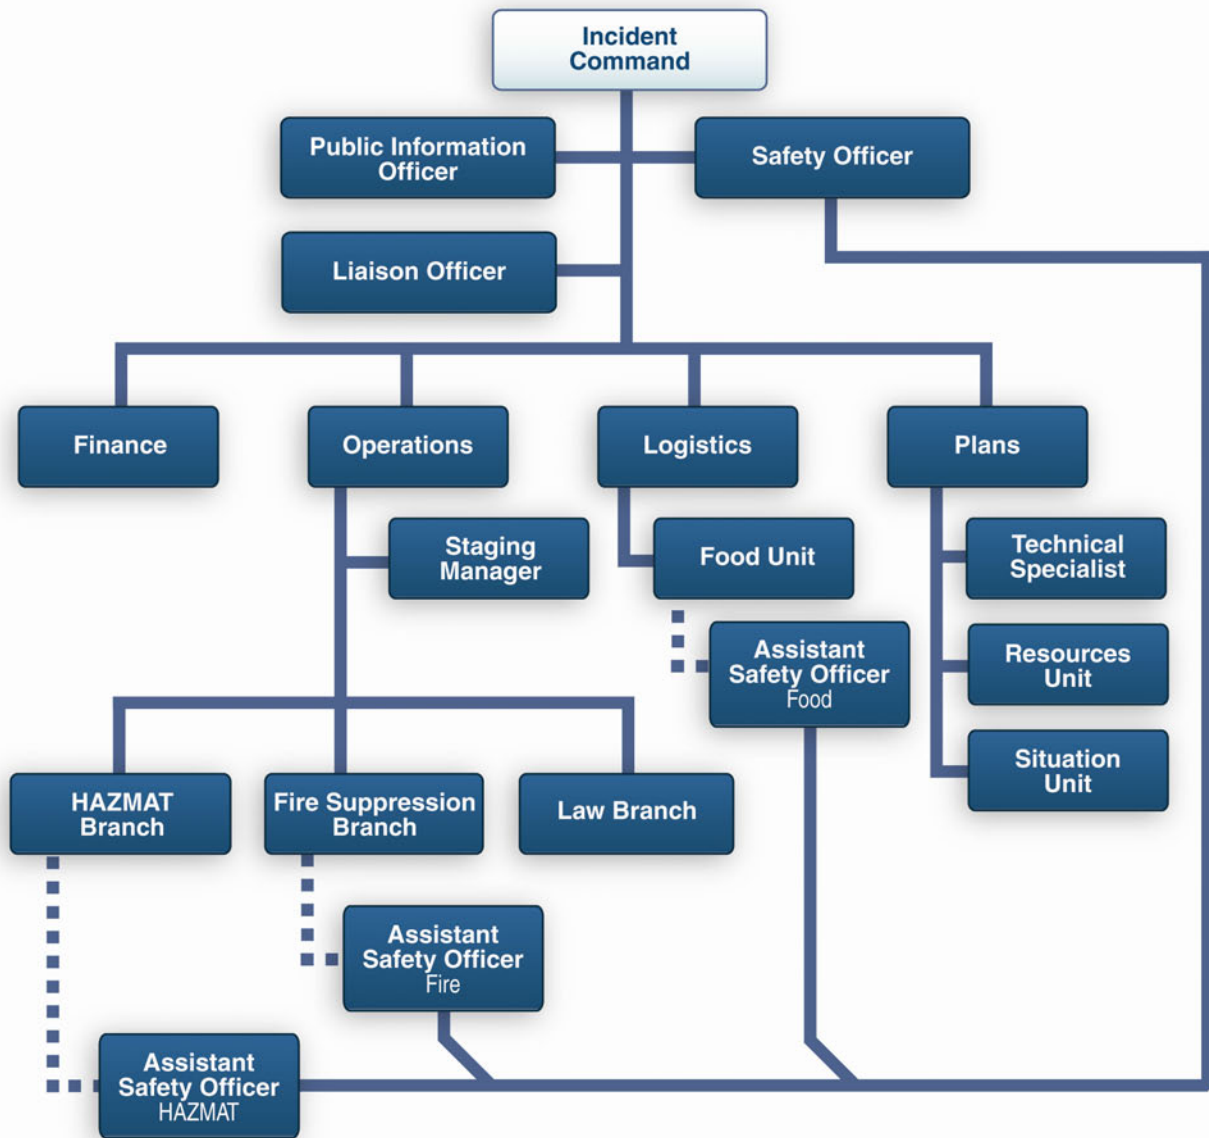 Incident
Command
Public Information
Officer
Safety Officer
Liaison Officer
Finance
Operations
Logistics
Plans
Staging
Manager
Food Unit
Technical
Specialist
Assistant
Safety Officer
Food
Resources
Unit
Situation
Unit
HAZMAT
Branch
Fire Suppression
Branch
Law Branch
Assistant
Safety Officer
Fire
Assistant
Safety Officer
HAZMAT